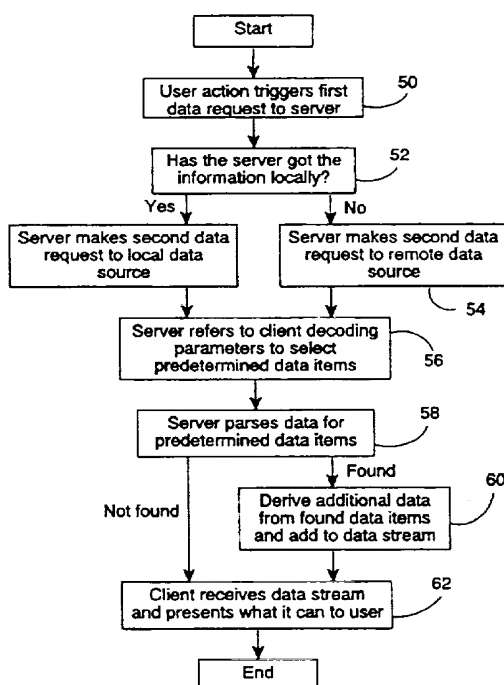 Start
User action triggers first
data request to server
50
Has the server got the
information locally?
52
Yes
No
Server makes second data
request to local data
source
Server makes second data
request to remote data
source
54
Server refers to client decoding
parameters to select
predetermined data items
56
Server parses data for
predetermined data items
58
Not found
Found
Derive additional data
from found data items
and add to data stream
60
Client receives data stream
and presents what it can to user
62
End